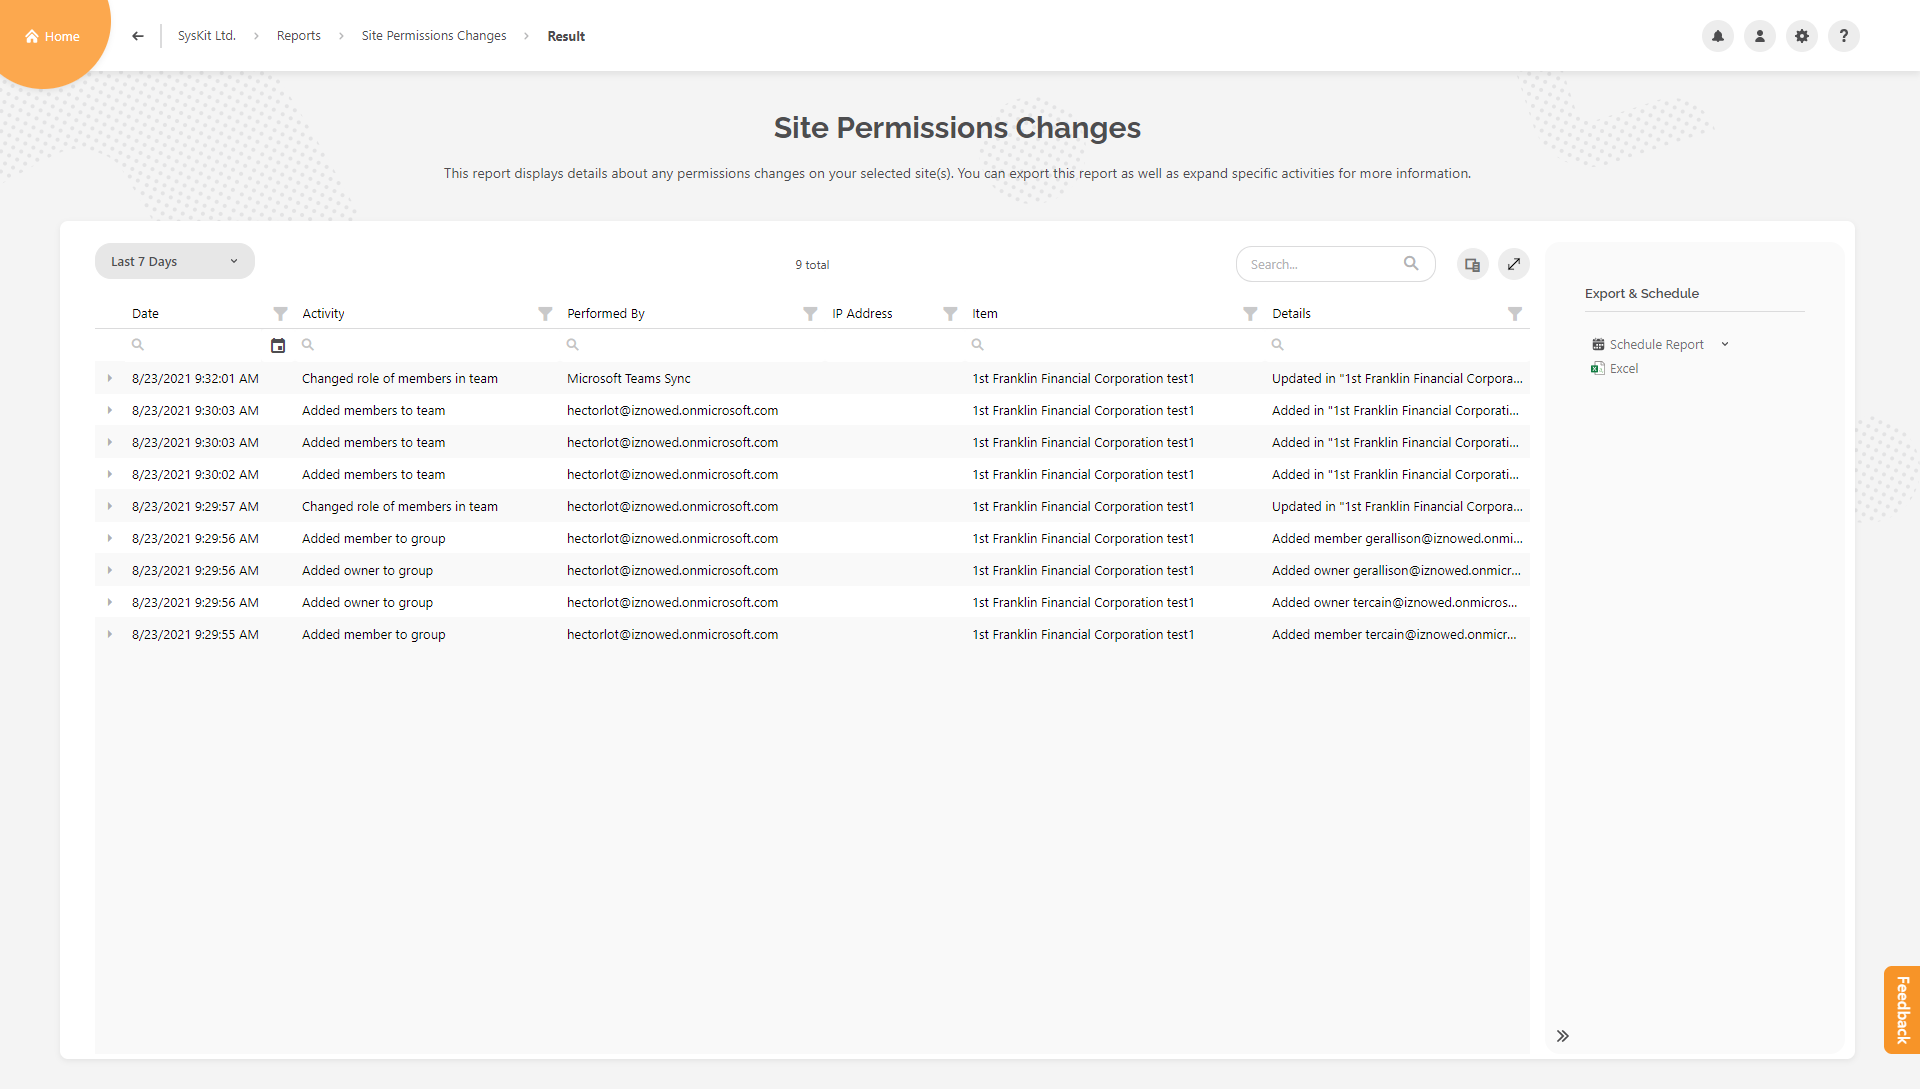 Home
SysKit Ltd. Reports Site Permissions Changes Result
Site Permissions Changes
This report displays details about any permissions changes on your selected site(s). You can export this report as well as expand specific activities for more information.
Last 7 Days
9 total
Search...
Date Activity Performed By IP Address Item Details
8/23/2021 9:32:01 AM Changed role of members in team Microsoft Teams Sync 1st Franklin Financial Corporation test1 Updated in "1st Franklin Financial Corpora...
8/23/2021 9:30:03 AM Added members to team hectorlot@iznowed.onmicrosoft.com 1st Franklin Financial Corporation test1 Added in "1st Franklin Financial Corporati...
8/23/2021 9:30:03 AM Added members to team hectorlot@iznowed.onmicrosoft.com 1st Franklin Financial Corporation test1 Added in "1st Franklin Financial Corporati...
8/23/2021 9:30:02 AM Added members to team hectorlot@iznowed.onmicrosoft.com 1st Franklin Financial Corporation test1 Added in "1st Franklin Financial Corporati...
8/23/2021 9:29:57 AM Changed role of members in team hectorlot@iznowed.onmicrosoft.com 1st Franklin Financial Corporation test1 Updated in "1st Franklin Financial Corpora...
8/23/2021 9:29:56 AM Added member to group hectorlot@iznowed.onmicrosoft.com 1st Franklin Financial Corporation test1 Added member gerallison@iznowed.onmi...
8/23/2021 9:29:56 AM Added owner to group hectorlot@iznowed.onmicrosoft.com 1st Franklin Financial Corporation test1 Added owner gerallison@iznowed.onmicr...
8/23/2021 9:29:56 AM Added owner to group hectorlot@iznowed.onmicrosoft.com 1st Franklin Financial Corporation test1 Added owner tercain@iznowed.onmicros...
8/23/2021 9:29:55 AM Added member to group hectorlot@iznowed.onmicrosoft.com 1st Franklin Financial Corporation test1 Added member tercain@iznowed.onmicr...
Export & Schedule
Schedule Report
Excel
Feedback